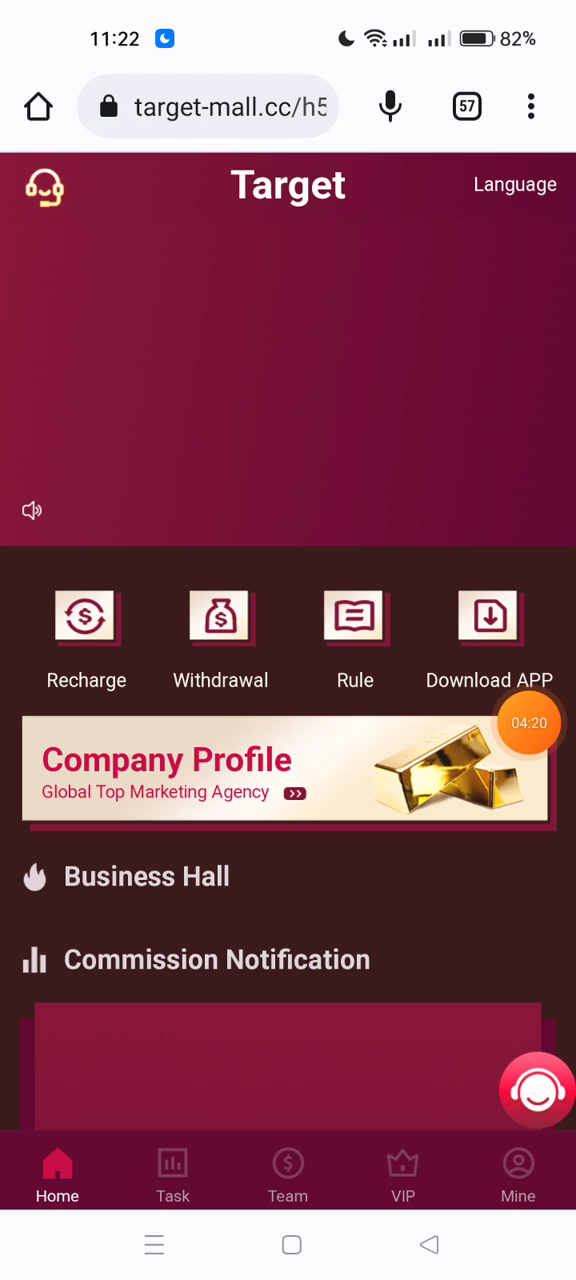 11:22
82%
target-mall.cc/h5
57
Target
Language
Recharge
Withdrawal
Rule
Download APP
04:20
Company Profile
Global Top Marketing Agency
Business Hall
Commission Notification
Home
Task
Team
VIP
Mine